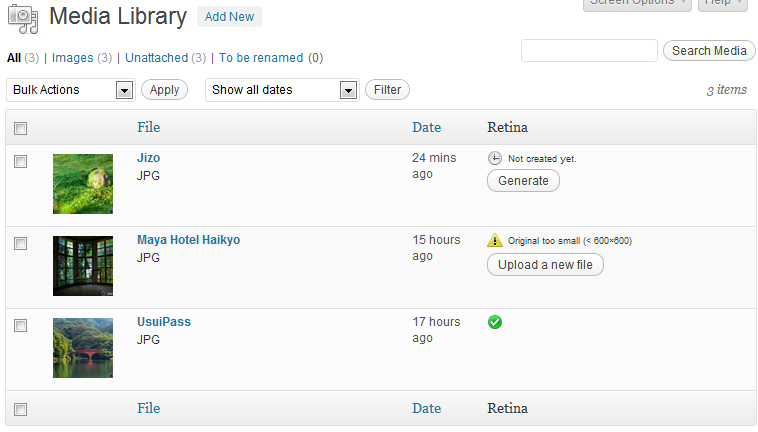 Screen Options Help
Media Library Add New
All (3) | Images (3) | Unattached (3) | To be renamed (0)
Search Media
Bulk Actions Apply Show all dates Filter 3 items
File Date Retina
Jizo 24 mins ago Not created yet.
JPG Generate
Maya Hotel Haikyo 15 hours ago Original too small (< 600×600)
JPG Upload a new file
UsuiPass 17 hours ago
JPG
File Date Retina